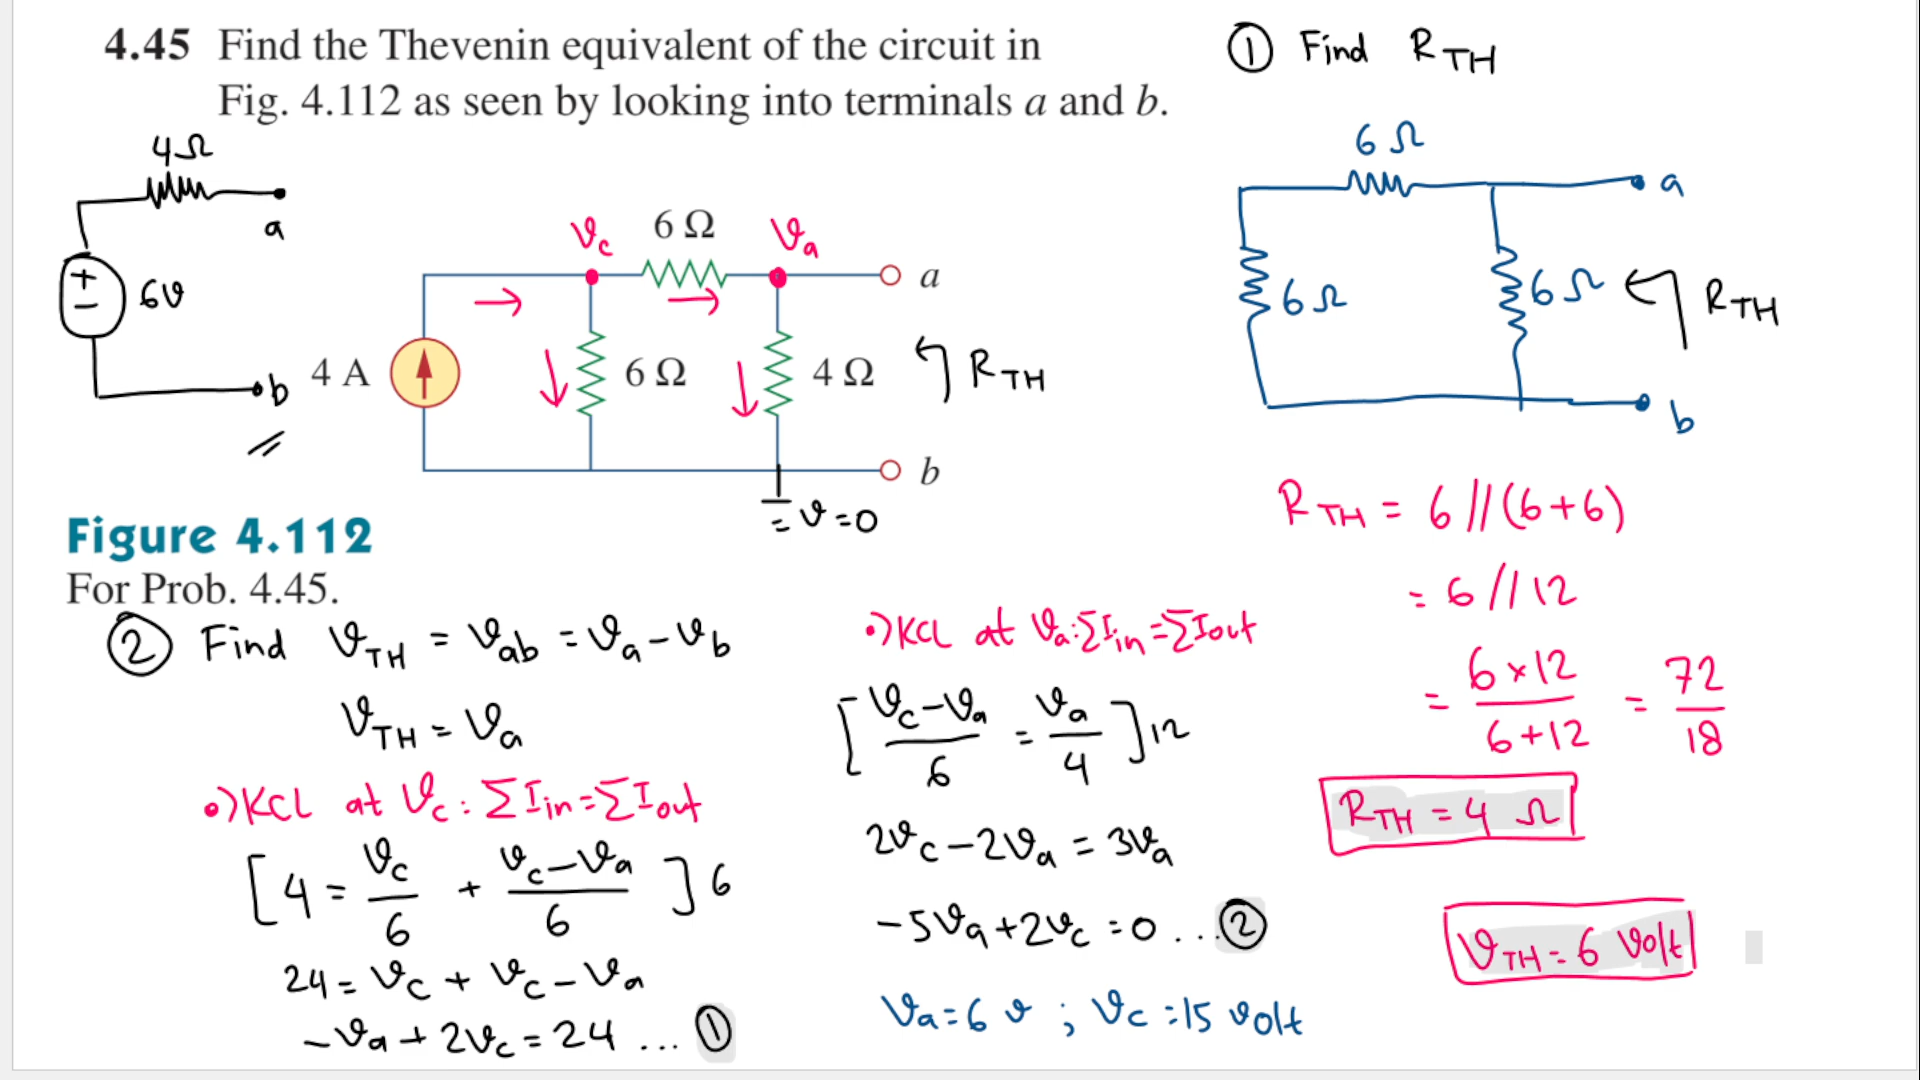 4.45 Find the Thevenin equivalent of the circuit in
Fig. 4.112 as seen by looking into terminals a and b.
4Ω
a
+
−
6v
b
4 A
v_c
6 Ω
v_a
a
6 Ω
4 Ω
R_TH
b
= v=0
Figure 4.112
For Prob. 4.45.
① Find R_TH
6 Ω
a
6Ω
6Ω
R_TH
b
R_TH = 6 // (6+6)
= 6 // 12
= 6×12 / 6+12 = 72 / 18
R_TH = 4 Ω
② Find v_TH = v_ab = v_a − v_b
v_TH = v_a
•) KCL at v_c: ΣI_in = ΣI_out
[4 = v_c/6 + v_c−v_a/6] 6
24 = v_c + v_c − v_a
−v_a + 2v_c = 24 ... ①
•) KCL at v_a: ΣI_in = ΣI_out
[v_c−v_a/6 = v_a/4] 12
2v_c − 2v_a = 3v_a
−5v_a + 2v_c = 0 ... ②
v_a = 6 v ; v_c = 15 volt
v_TH = 6 volt